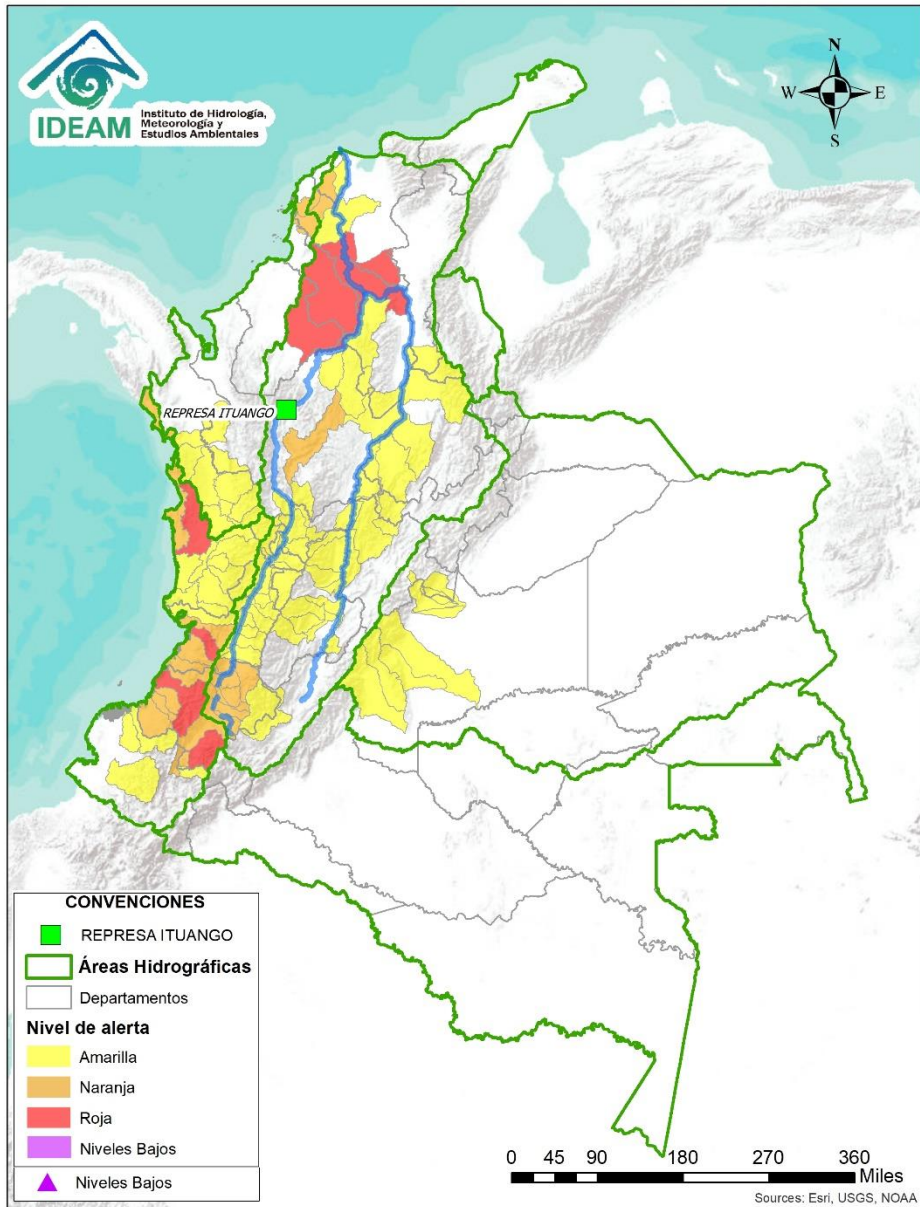 IDEAM
Instituto de Hidrología,
Meteorología y
Estudios Ambientales
N
W
E
S
REPRESA ITUANGO
CONVENCIONES
REPRESA ITUANGO
Áreas Hidrográficas
Departamentos
Nivel de alerta
Amarilla
Naranja
Roja
Niveles Bajos
Niveles Bajos
0 45 90 180 270 360
Miles
Sources: Esri, USGS, NOAA